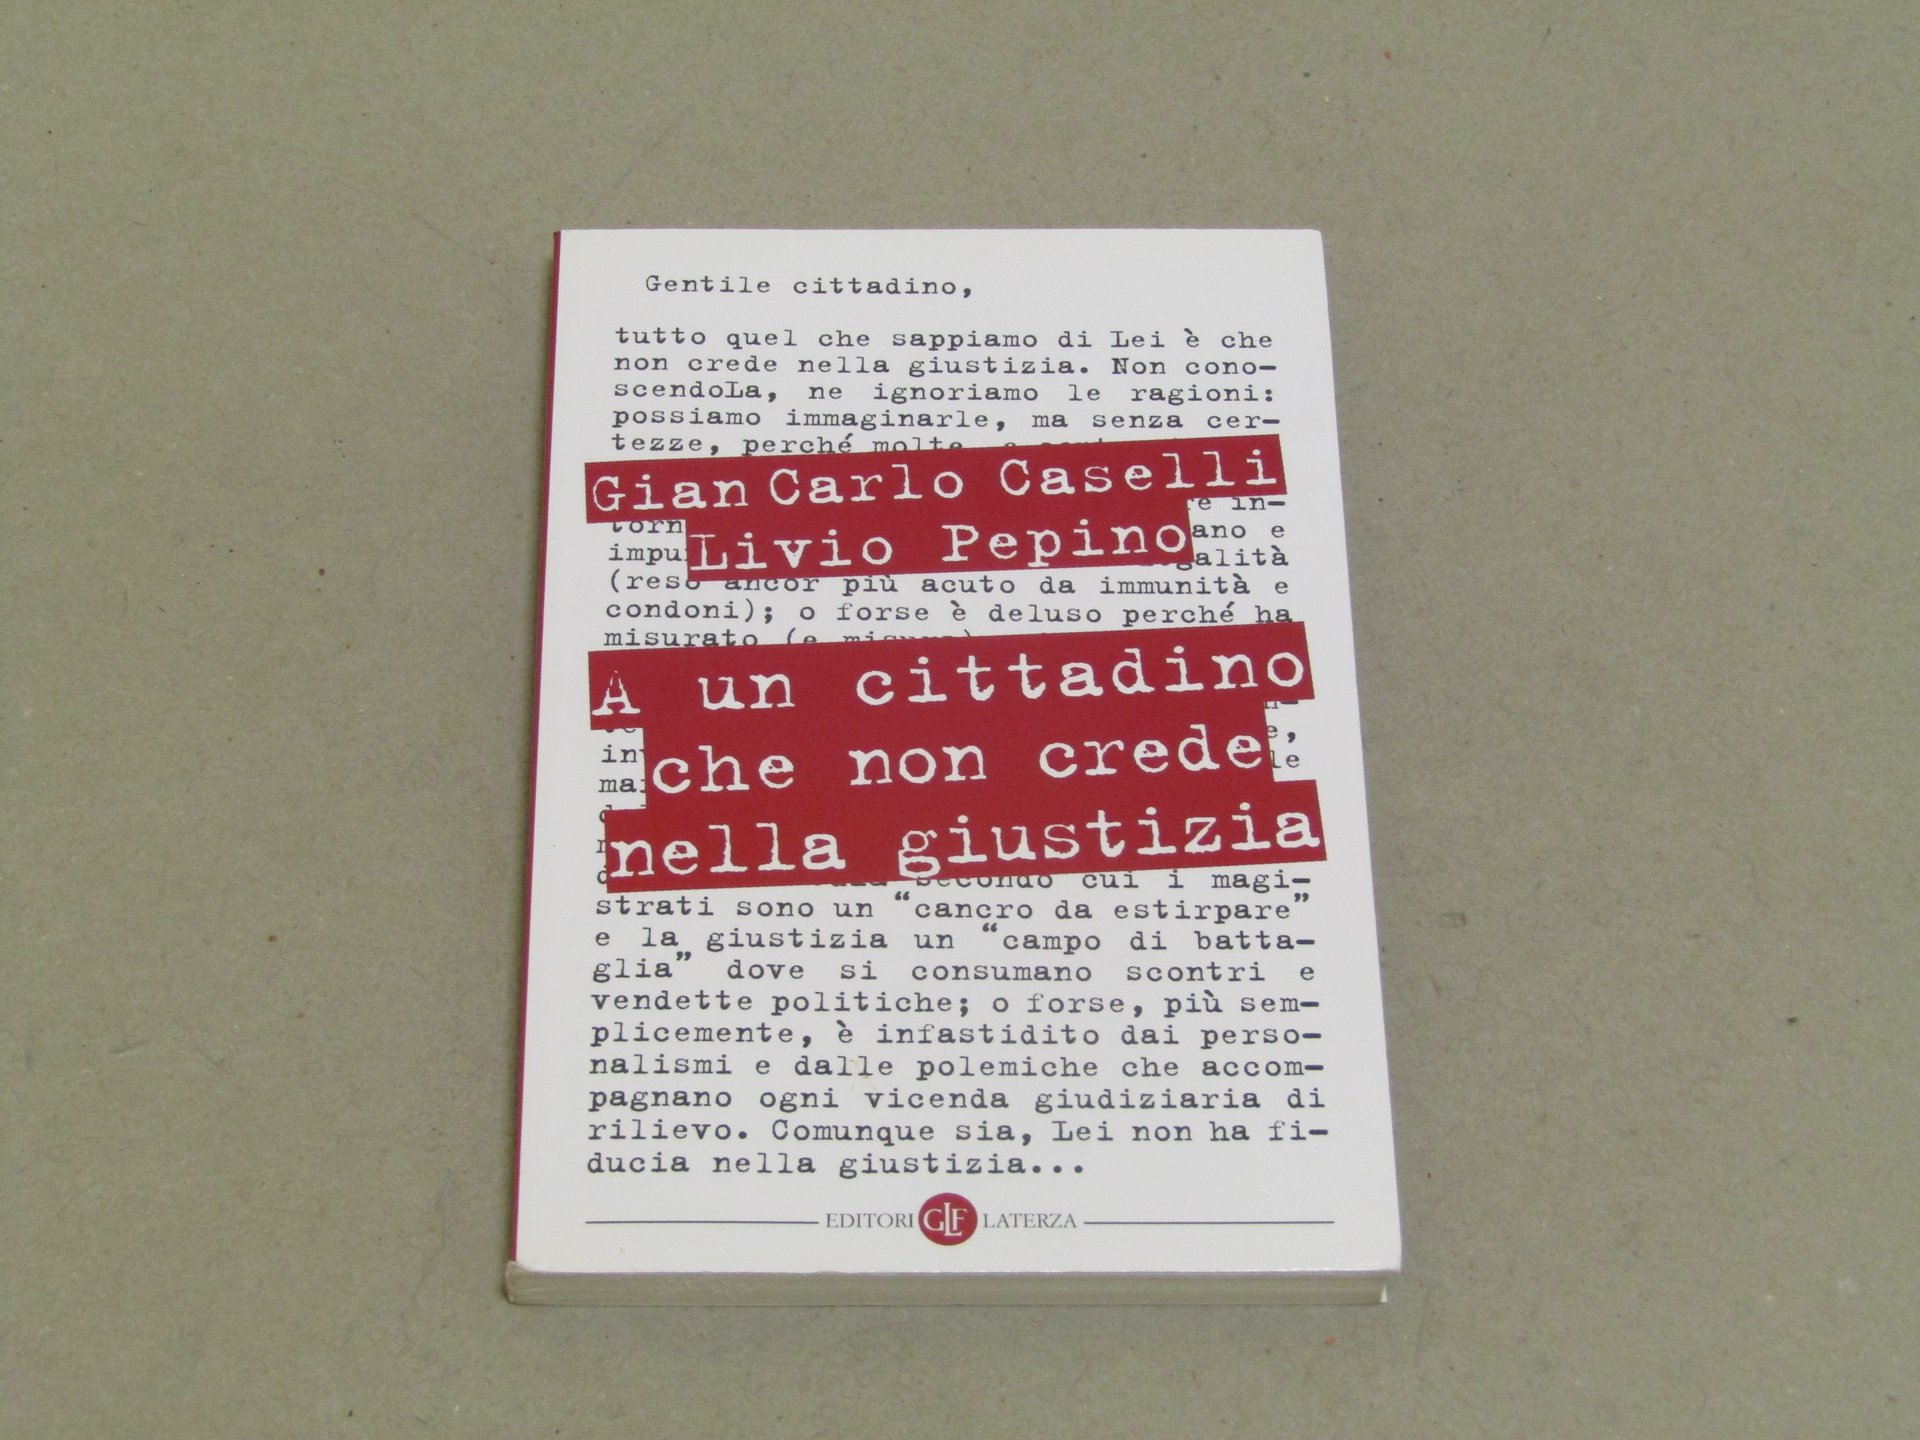 Gentile cittadino,
tutto quel che sappiamo di Lei è che
non crede nella giustizia. Non cono-
scendoLa, ne ignoriamo le ragioni:
possiamo immaginarle, ma senza cer-
tezze, perché molte
Gian Carlo Caselli
in-
Livio Pepino
e
(reso ancor più acuto da immunità e
condoni); o forse è deluso perché ha
misurato (e misura)
A un cittadino
che non crede
nella giustizia
secondo cui i magi-
strati sono un “cancro da estirpare”
e la giustizia un “campo di batta-
glia” dove si consumano scontri e
vendette politiche; o forse, più sem-
plicemente, è infastidito dai perso-
nalismi e dalle polemiche che accom-
pagnano ogni vicenda giudiziaria di
rilievo. Comunque sia, Lei non ha fi-
ducia nella giustizia...
EDITORI GLF LATERZA